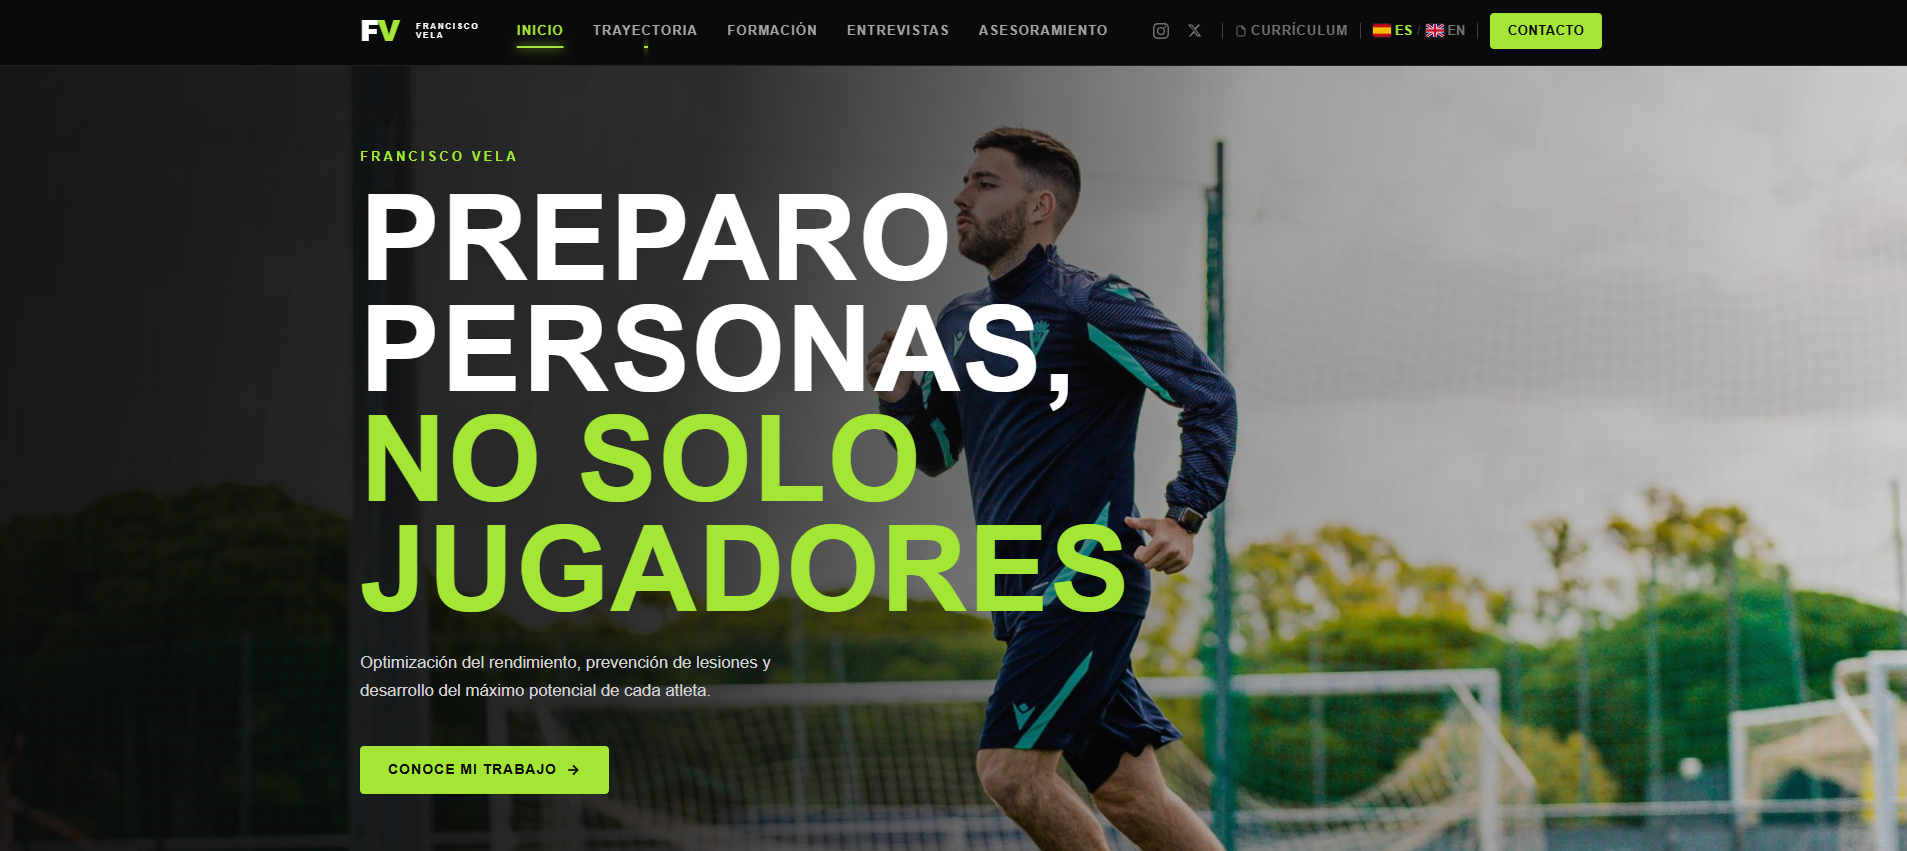 FV FRANCISCO VELA
INICIO TRAYECTORIA FORMACIÓN ENTREVISTAS ASESORAMIENTO CURRÍCULUM ES / EN CONTACTO
FRANCISCO VELA
PREPARO
PERSONAS,
NO SOLO
JUGADORES
Optimización del rendimiento, prevención de lesiones y
desarrollo del máximo potencial de cada atleta.
CONOCE MI TRABAJO →